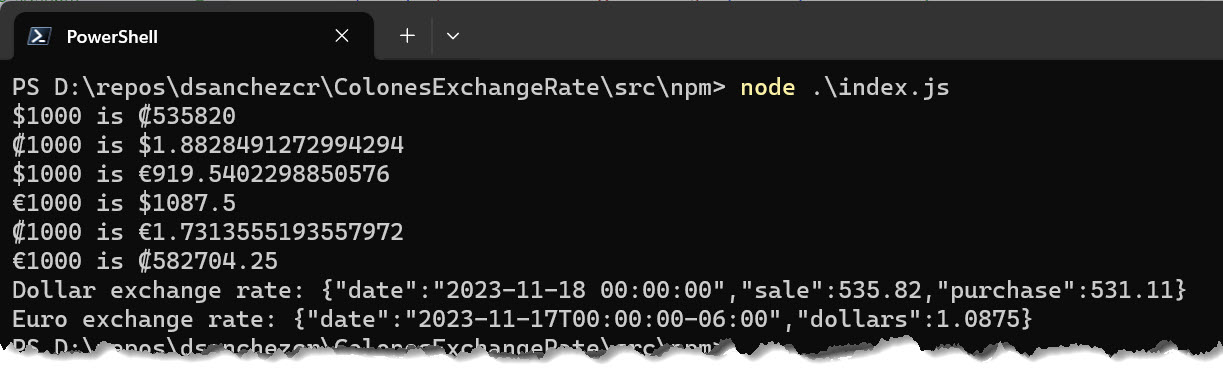 PowerShell
PS D:\repos\dsanchezcr\ColonesExchangeRate\src\npm> node .\index.js
$1000 is ₡535820
₡1000 is $1.8828491272994294
$1000 is €919.5402298850576
€1000 is $1087.5
₡1000 is €1.7313555193557972
€1000 is ₡582704.25
Dollar exchange rate: {"date":"2023-11-18 00:00:00","sale":535.82,"purchase":531.11}
Euro exchange rate: {"date":"2023-11-17T00:00:00-06:00","dollars":1.0875}
PS D:\repos\dsanchezcr\ColonesExchangeRate\src\npm>